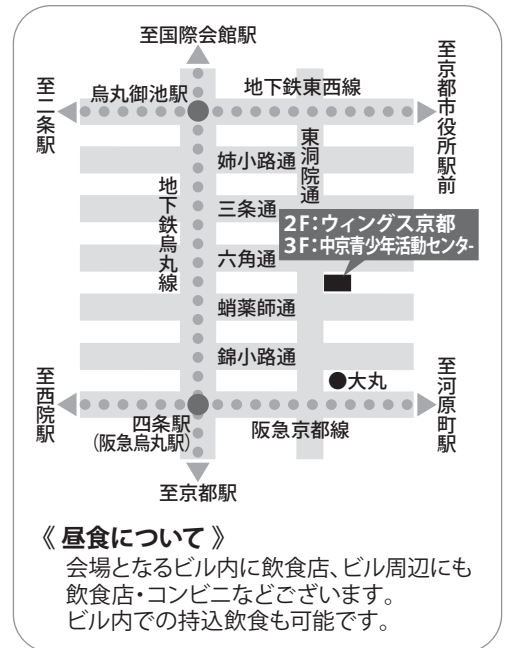 至国際会館駅
烏丸御池駅
地下鉄東西線
至二条駅
至京都市役所駅前
東洞院通
姉小路通
地下鉄烏丸線
三条通
2F:ウィングス京都
3F:中京青少年活動センター
六角通
蛸薬師通
錦小路通
●大丸
至西院駅
至河原町駅
四条駅
(阪急烏丸駅)
阪急京都線
至京都駅
《 昼食について 》
会場となるビル内に飲食店、ビル周辺にも
飲食店・コンビニなどございます。
ビル内での持込飲食も可能です。